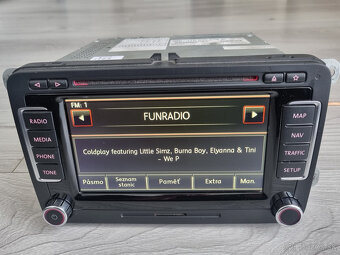 FM: 1
FUNRADIO
RADIO
MEDIA
PHONE
TONE
MAP
NAV
TRAFFIC
SETUP
Coldplay featuring Little Simz, Burna Boy, Elyanna & Tini
- We P
Pásmo
Seznam stanic
Paměť
Extra
Man.